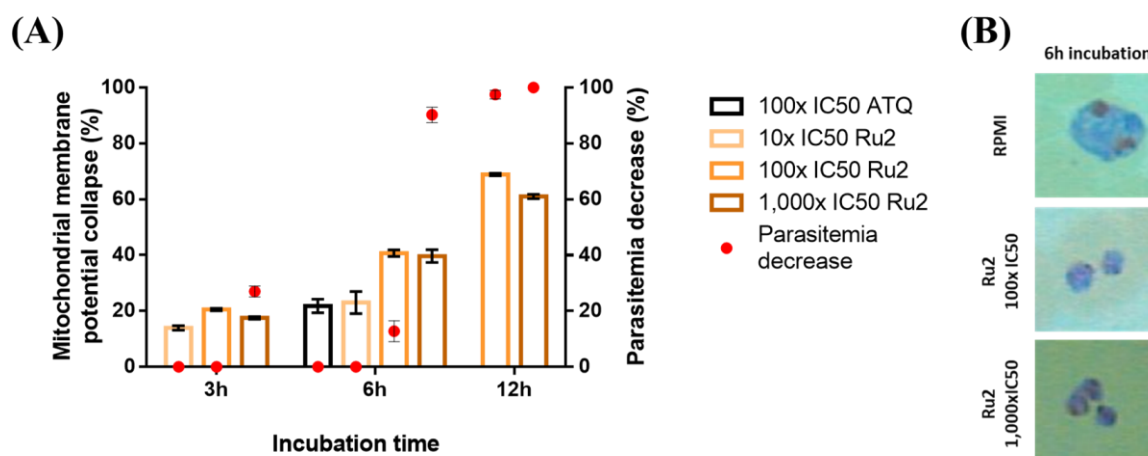 (A)
Mitochondrial membrane
potential collapse (%)
100
80
60
40
20
0
3h
6h
12h
Incubation time
100
80
60
40
20
0
Parasitemia
decrease (%)
100x IC50 ATQ
10x IC50 Ru2
100x IC50 Ru2
1,000x IC50 Ru2
Parasitemia
decrease
(B)
6h incubation
RPMI
Ru2
100x IC50
Ru2
1,000xIC50